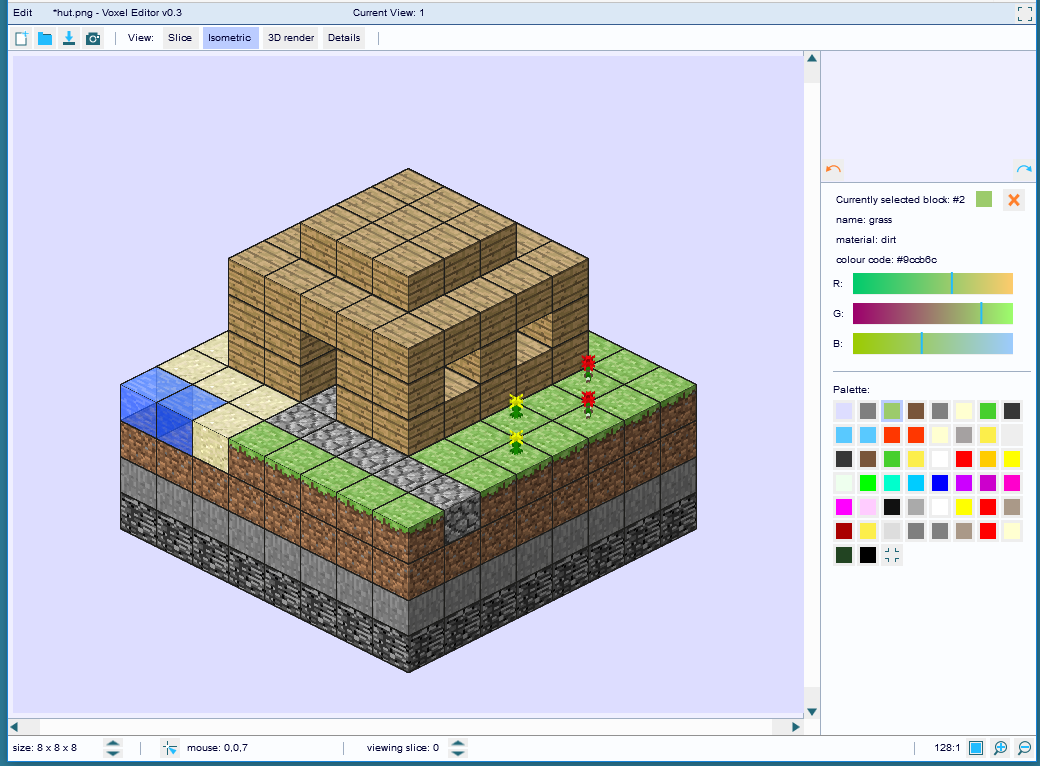 Edit *hut.png - Voxel Editor v0.3 Current View: 1
View: Slice Isometric 3D render Details
Currently selected block: #2
name: grass
material: dirt
colour code: #9ccb6c
R:
G:
B:
Palette:
size: 8 x 8 x 8 mouse: 0,0,7 viewing slice: 0 128:1